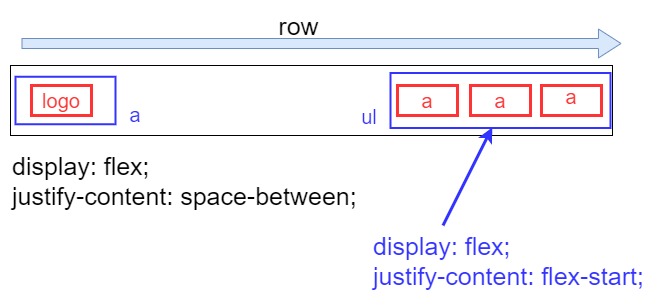 row
logo
a
ul
a
a
a
display: flex;
justify-content: space-between;
display: flex;
justify-content: flex-start;